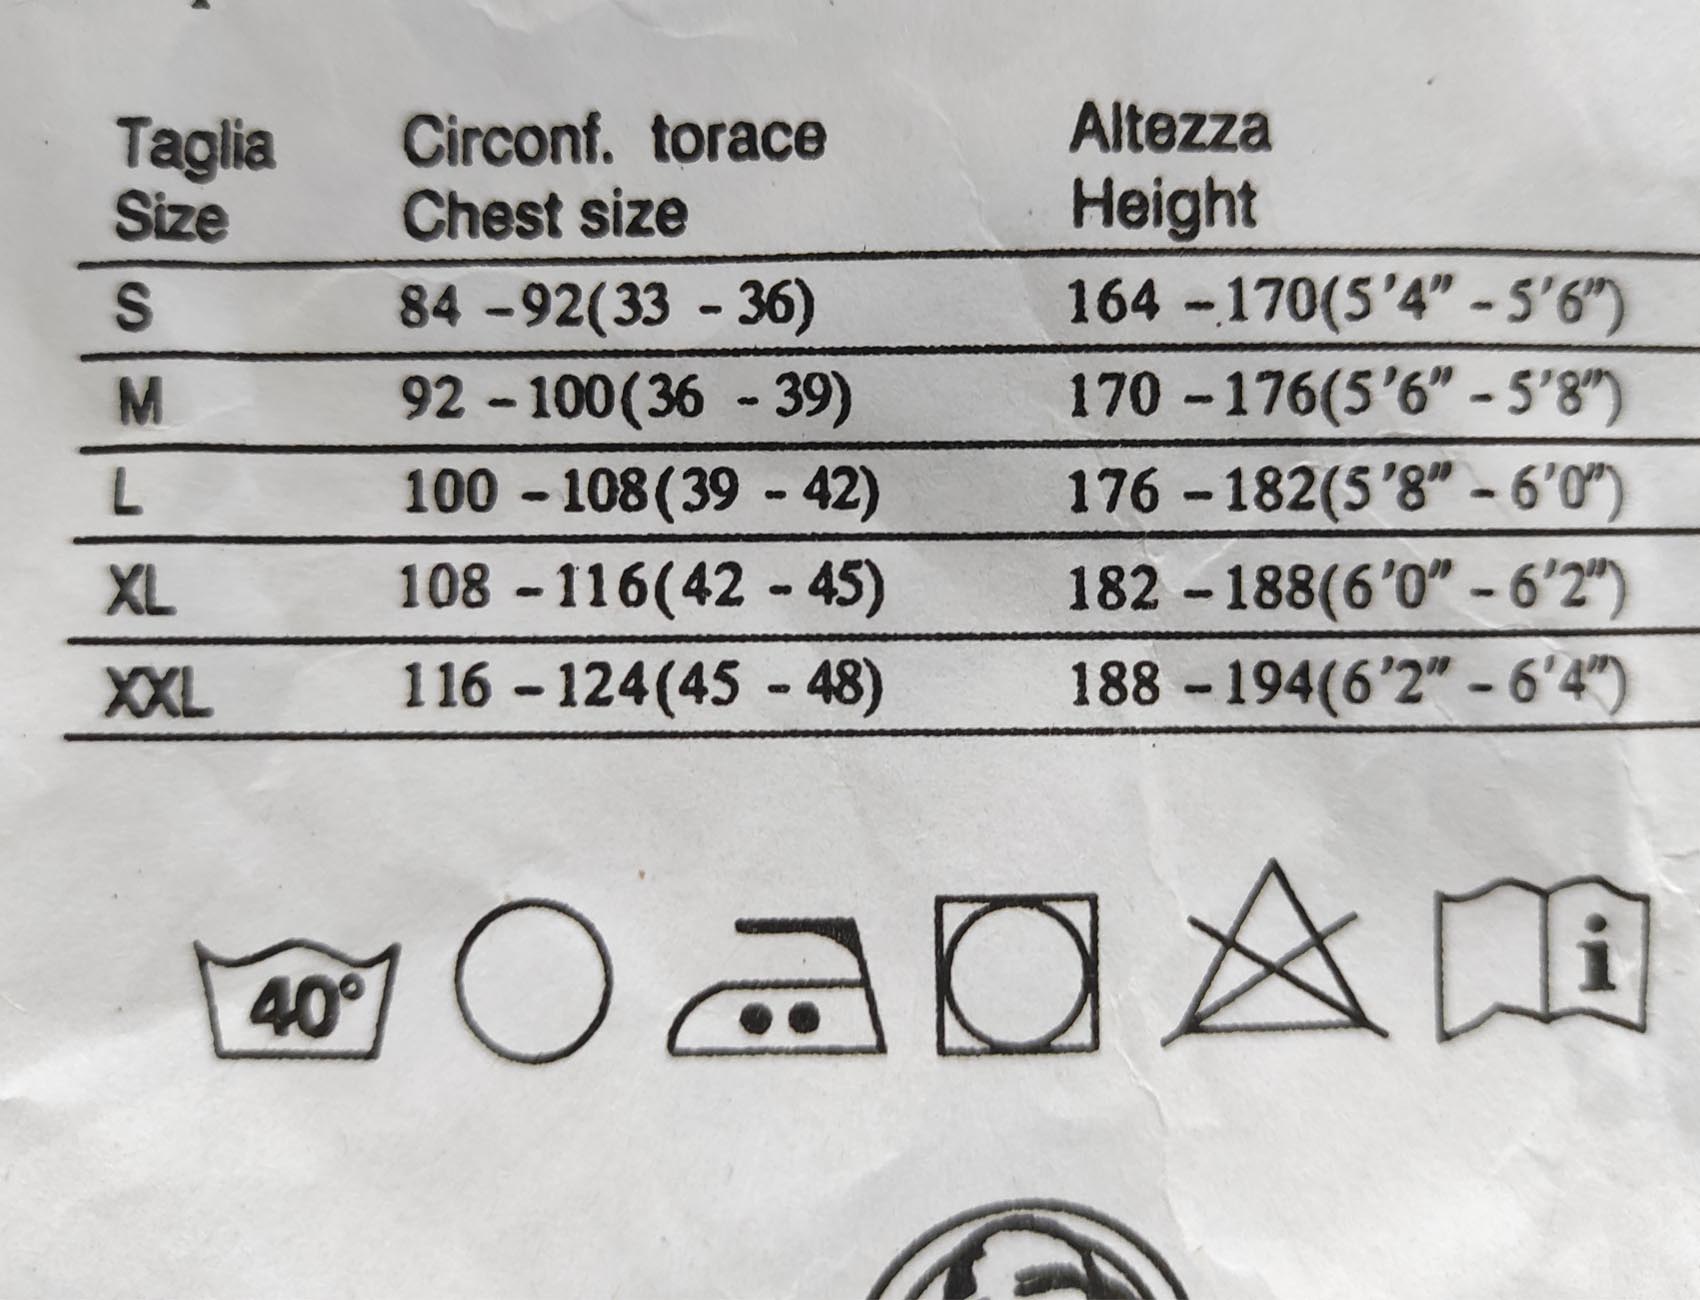 Taglia Circonf. torace Altezza
Size Chest size Height
S 84 -92(33 - 36) 164 -170(5'4" - 5'6")
M 92 -100(36 - 39) 170 -176(5'6" - 5'8")
L 100 -108(39 - 42) 176 -182(5'8" - 6'0")
XL 108 -116(42 - 45) 182 -188(6'0" - 6'2")
XXL 116 -124(45 - 48) 188 -194(6'2" - 6'4")
40° i